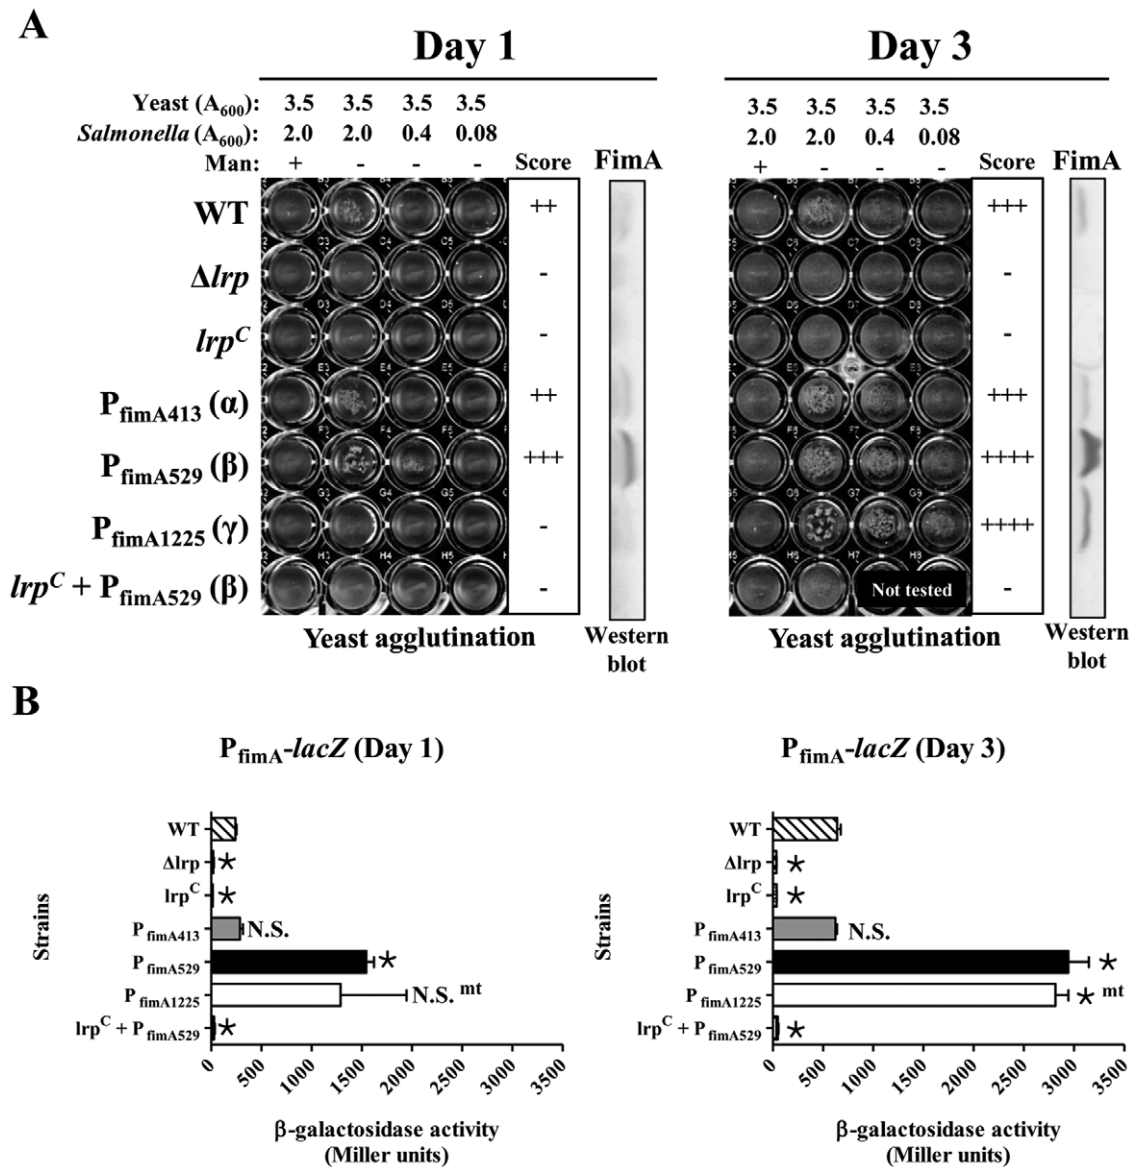 A
Day 1
Day 3
Yeast (A600): 3.5 3.5 3.5 3.5
Salmonella (A600): 2.0 2.0 0.4 0.08
Man: + - - - Score FimA
3.5 3.5 3.5 3.5
2.0 2.0 0.4 0.08
+ - - - Score FimA
WT ++ +++
Δlrp - -
lrpC - -
PfimA413 (α) ++ +++
PfimA529 (β) +++ ++++
PfimA1225 (γ) - ++++
lrpC + PfimA529 (β) - Not tested -
Yeast agglutination
Western
blot
Yeast agglutination
Western
blot
B
PfimA-lacZ (Day 1)
Strains
WT
Δlrp *
lrpC *
PfimA413 N.S.
PfimA529 *
PfimA1225 N.S. mt
lrpC + PfimA529 *
0 500 1000 1500 2000 2500 3000 3500
β-galactosidase activity
(Miller units)
PfimA-lacZ (Day 3)
Strains
WT
Δlrp *
lrpC *
PfimA413 N.S.
PfimA529 *
PfimA1225 * mt
lrpC + PfimA529 *
0 500 1000 1500 2000 2500 3000 3500
β-galactosidase activity
(Miller units)